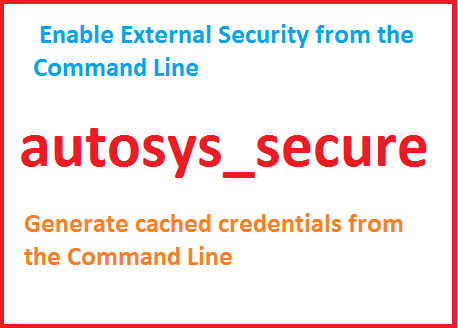 Enable External Security from the
Command Line
autosys_secure
Generate cached credentials from
the Command Line